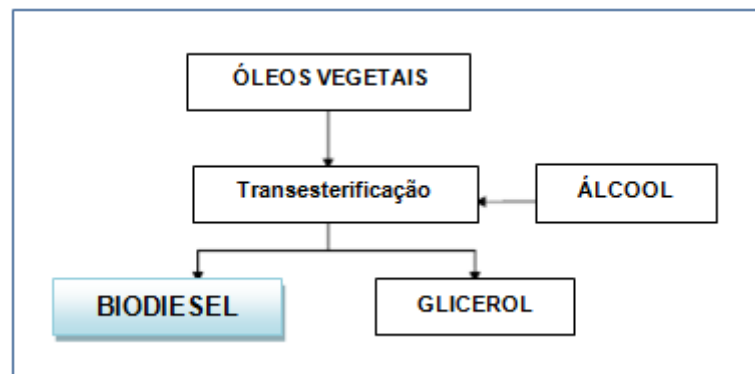 ÓLEOS VEGETAIS
Transesterificação
ÁLCOOL
BIODIESEL
GLICEROL